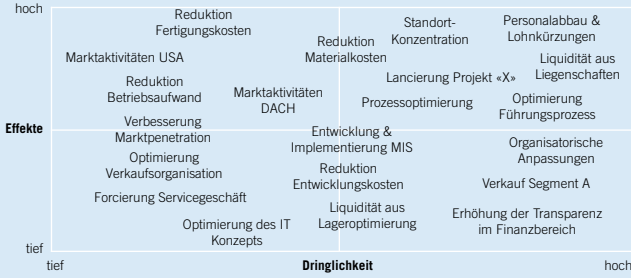 hoch
Reduktion
Fertigungskosten
Standort-
Konzentration
Personalabbau &
Lohnkürzungen
Reduktion
Materialkosten
Marktaktivitäten USA
Liquidität aus
Liegenschaften
Lancierung Projekt «X»
Reduktion
Betriebsaufwand
Marktaktivitäten
DACH
Prozessoptimierung
Optimierung
Führungsprozess
Effekte
Verbesserung
Marktpenetration
Entwicklung &
Implementierung MIS
Organisatorische
Anpassungen
Optimierung
Verkaufsorganisation
Reduktion
Entwicklungskosten
Verkauf Segment A
Forcierung Servicegeschäft
Liquidität aus
Lageroptimierung
Erhöhung der Transparenz
im Finanzbereich
Optimierung des IT
Konzepts
tief
tief
Dringlichkeit
hoch